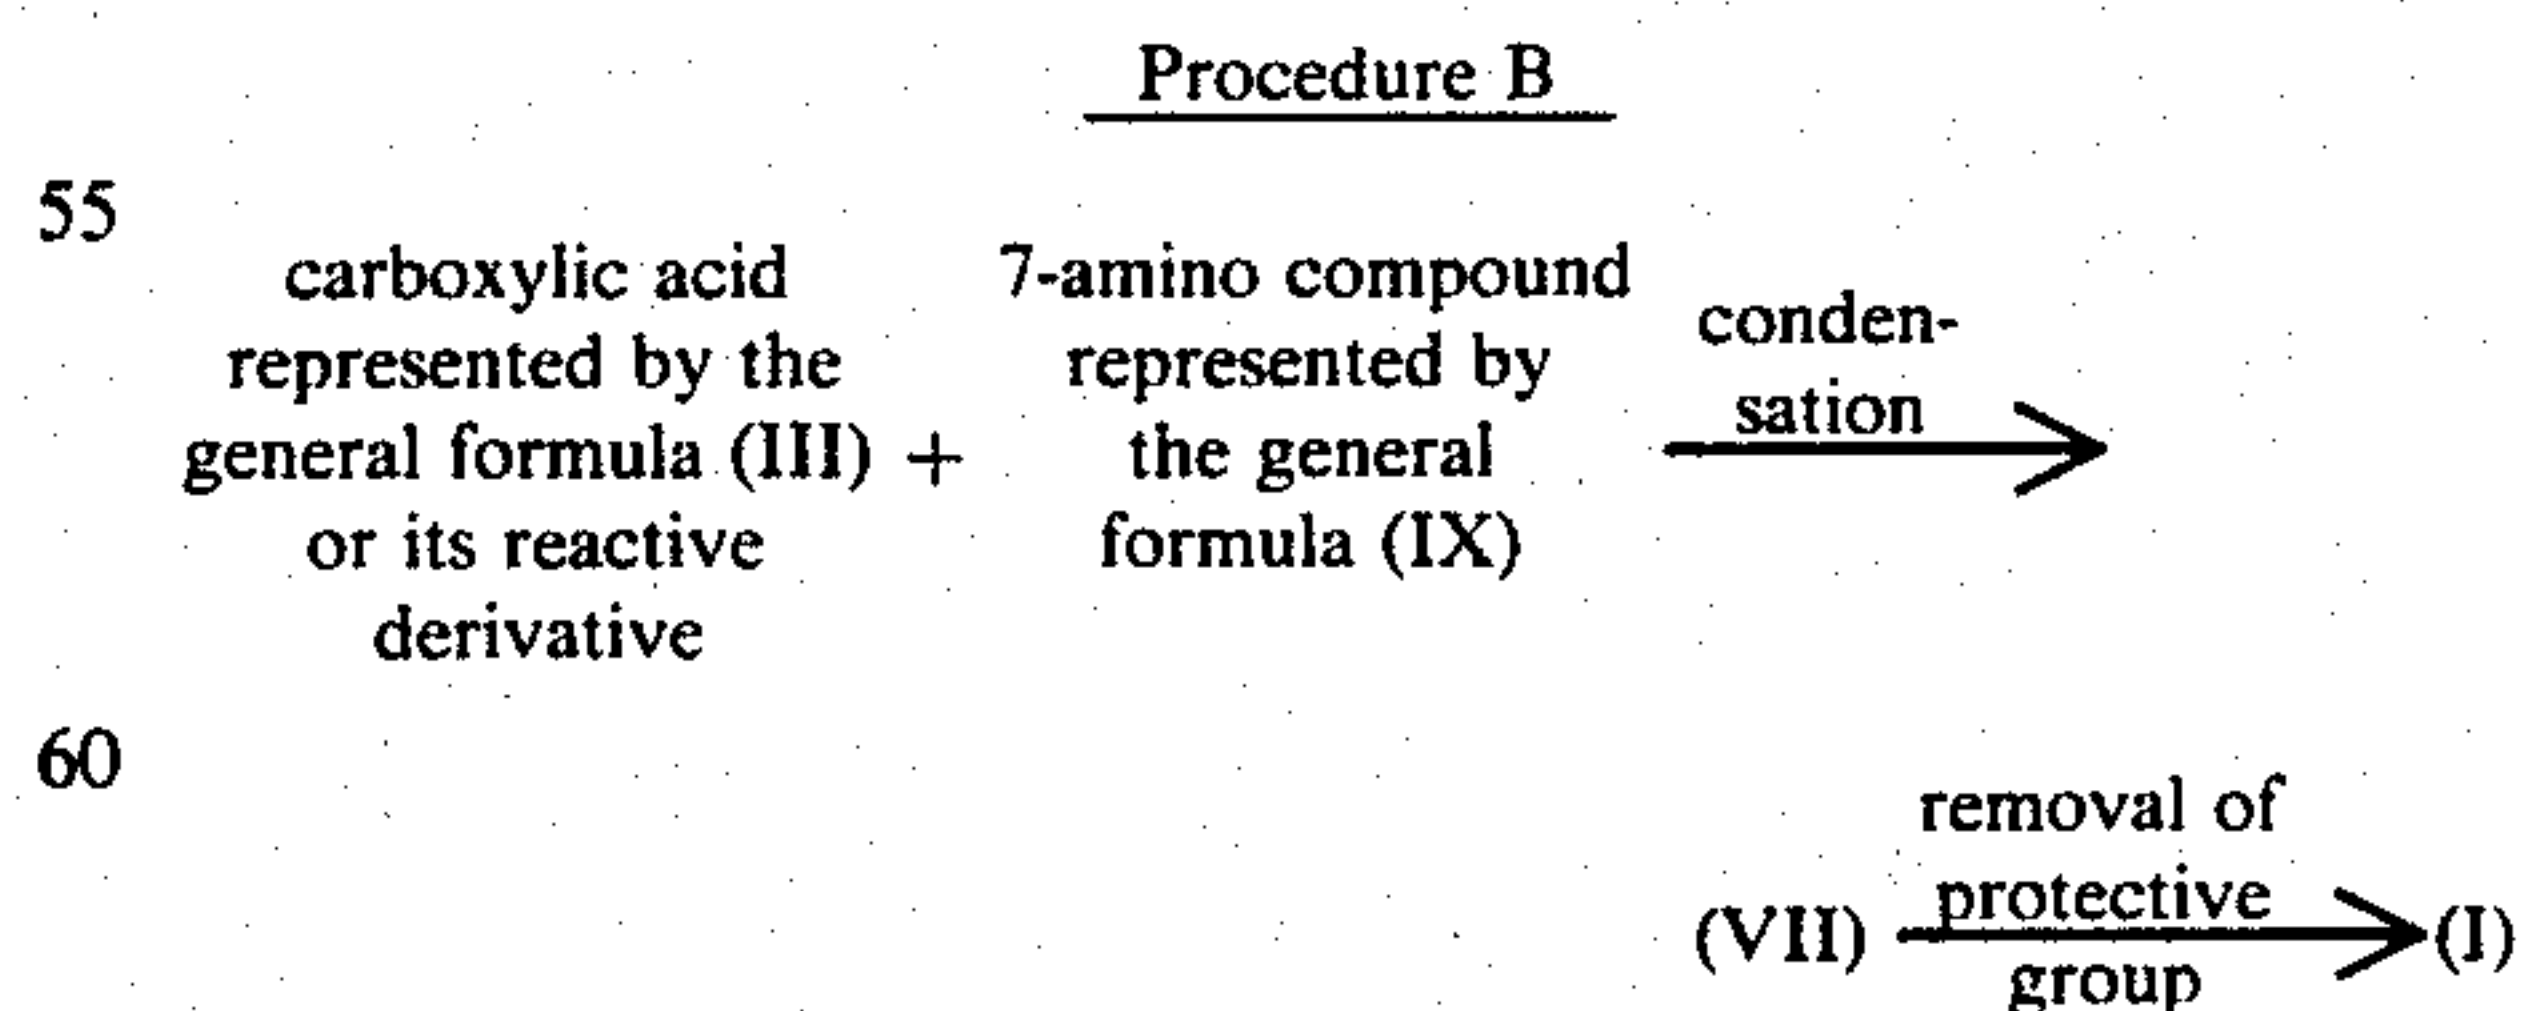 Procedure B
55
carboxylic acid
represented by the
general formula (III) +
or its reactive
derivative
7-amino compound
represented by
the general
formula (IX)
conden-
sation
60
(VII)
removal of
protective
group
(I)